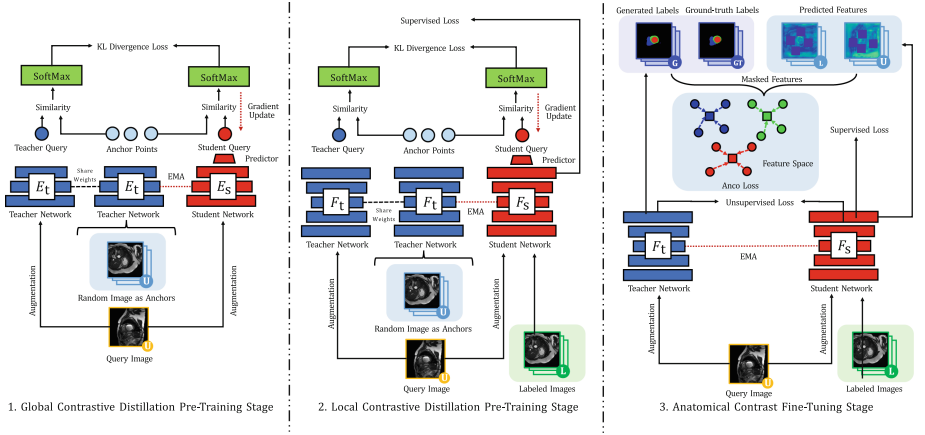 KL Divergence Loss
SoftMax
SoftMax
Similarity
Similarity
Gradient
Update
Teacher Query
Anchor Points
Student Query
Predictor
Et
Share
Weights
Et
EMA
Es
Teacher Network
Teacher Network
Student Network
Augmentation
Augmentation
U
Random Image as Anchors
U
Query Image
1. Global Contrastive Distillation Pre-Training Stage
Supervised Loss
KL Divergence Loss
SoftMax
SoftMax
Similarity
Similarity
Gradient
Update
Teacher Query
Anchor Points
Student Query
Predictor
Ft
Share
Weights
Ft
EMA
Fs
Teacher Network
Teacher Network
Student Network
Augmentation
Augmentation
U
Random Image as Anchors
U
Query Image
L
Labeled Images
2. Local Contrastive Distillation Pre-Training Stage
Generated Labels
Ground-truth Labels
Predicted Features
G
GT
L
U
Masked Features
Feature Space
Anco Loss
Supervised Loss
Unsupervised Loss
Ft
EMA
Fs
Teacher Network
Student Network
Augmentation
Augmentation
U
Query Image
L
Labeled Images
3. Anatomical Contrast Fine-Tuning Stage